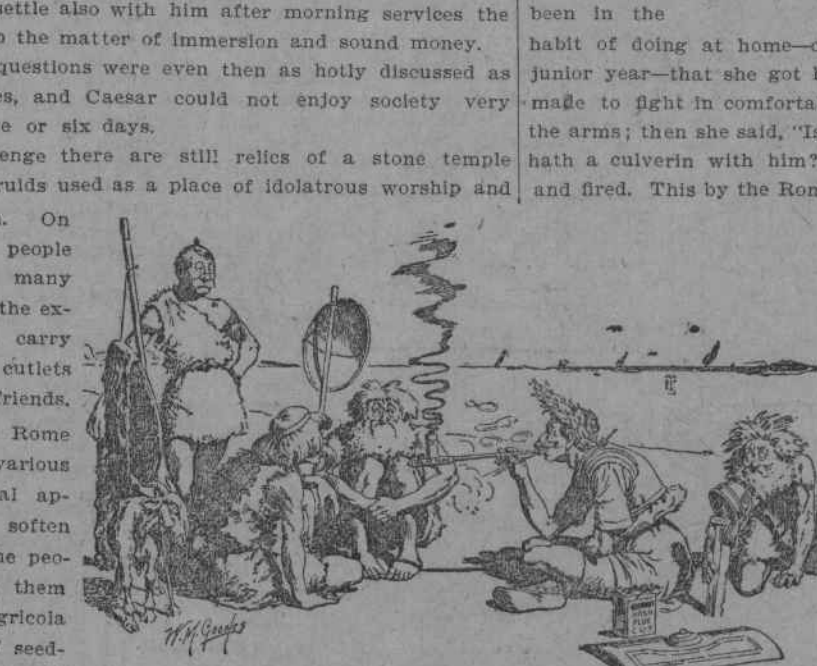 settle also with him after morning services the
the matter of immersion and sound money.
questions were even then as hotly discussed as
and Caesar could not enjoy society very
or six days.
there are still relics of a stone temple
used as a place of idolatrous worship and
On
people
many
the ex-
carry
cutlets
friends.
Rome
various
al ap-
soften
peo-
them
gricola
seed-
been in the
habit of doing at home—
junior year—that she got
made to fight in comforta
the arms; then she said, "Is
hath a culverin with him?
and fired. This by the Rom
PLUG
CUT